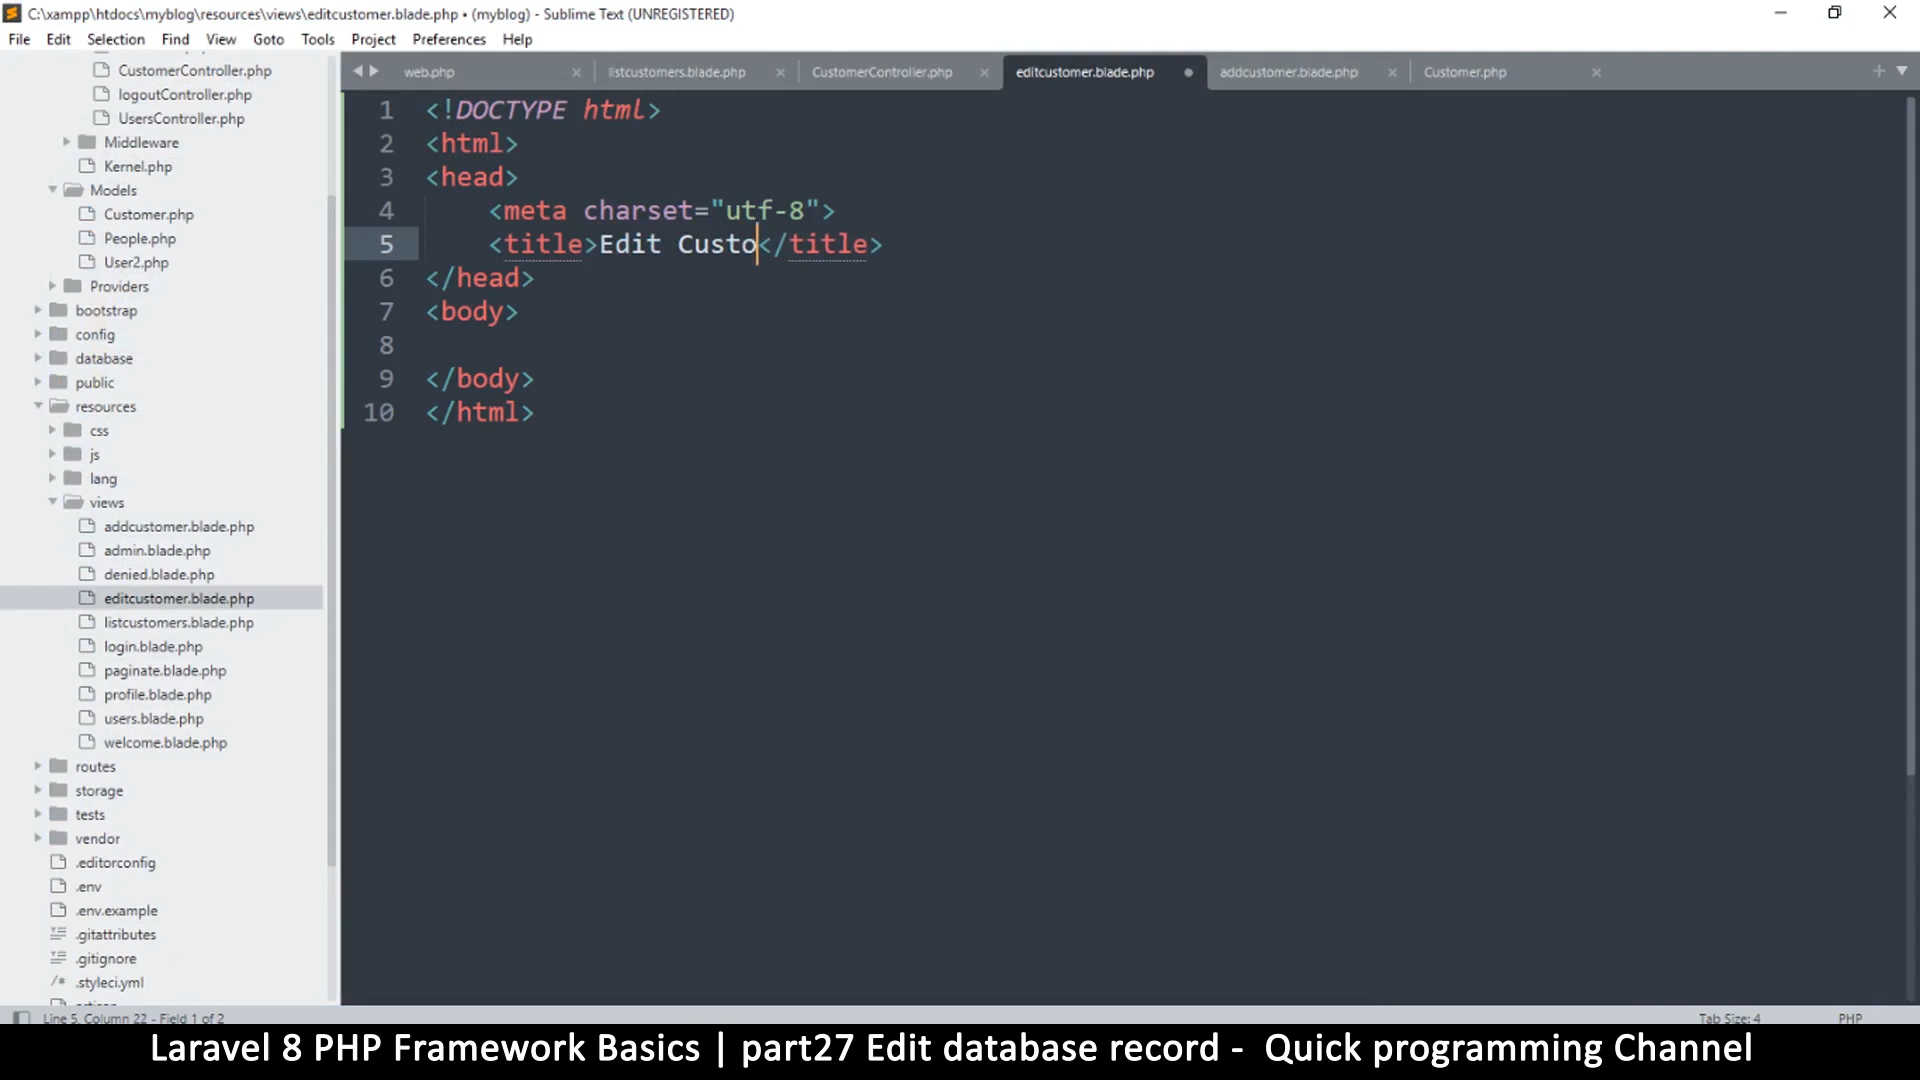 C:\xampp\htdocs\myblog\resources\views\editcustomer.blade.php • (myblog) - Sublime Text (UNREGISTERED)
File Edit Selection Find View Goto Tools Project Preferences Help
web.php listcustomers.blade.php CustomerController.php editcustomer.blade.php addcustomer.blade.php Customer.php
CustomerController.php
logoutController.php
UsersController.php
Middleware
Kernel.php
Models
Customer.php
People.php
User2.php
Providers
bootstrap
config
database
public
resources
css
js
lang
views
addcustomer.blade.php
admin.blade.php
denied.blade.php
editcustomer.blade.php
listcustomers.blade.php
login.blade.php
paginate.blade.php
profile.blade.php
users.blade.php
welcome.blade.php
routes
storage
tests
vendor
.editorconfig
.env
.env.example
.gitattributes
.gitignore
.styleci.yml
1 <!DOCTYPE html>
2 <html>
3 <head>
4 <meta charset="utf-8">
5 <title>Edit Custo</title>
6 </head>
7 <body>
8
9 </body>
10 </html>
Line 5, Column 22 - Field 1 of 2 Tab Size: 4 PHP
Laravel 8 PHP Framework Basics | part27 Edit database record - Quick programming Channel